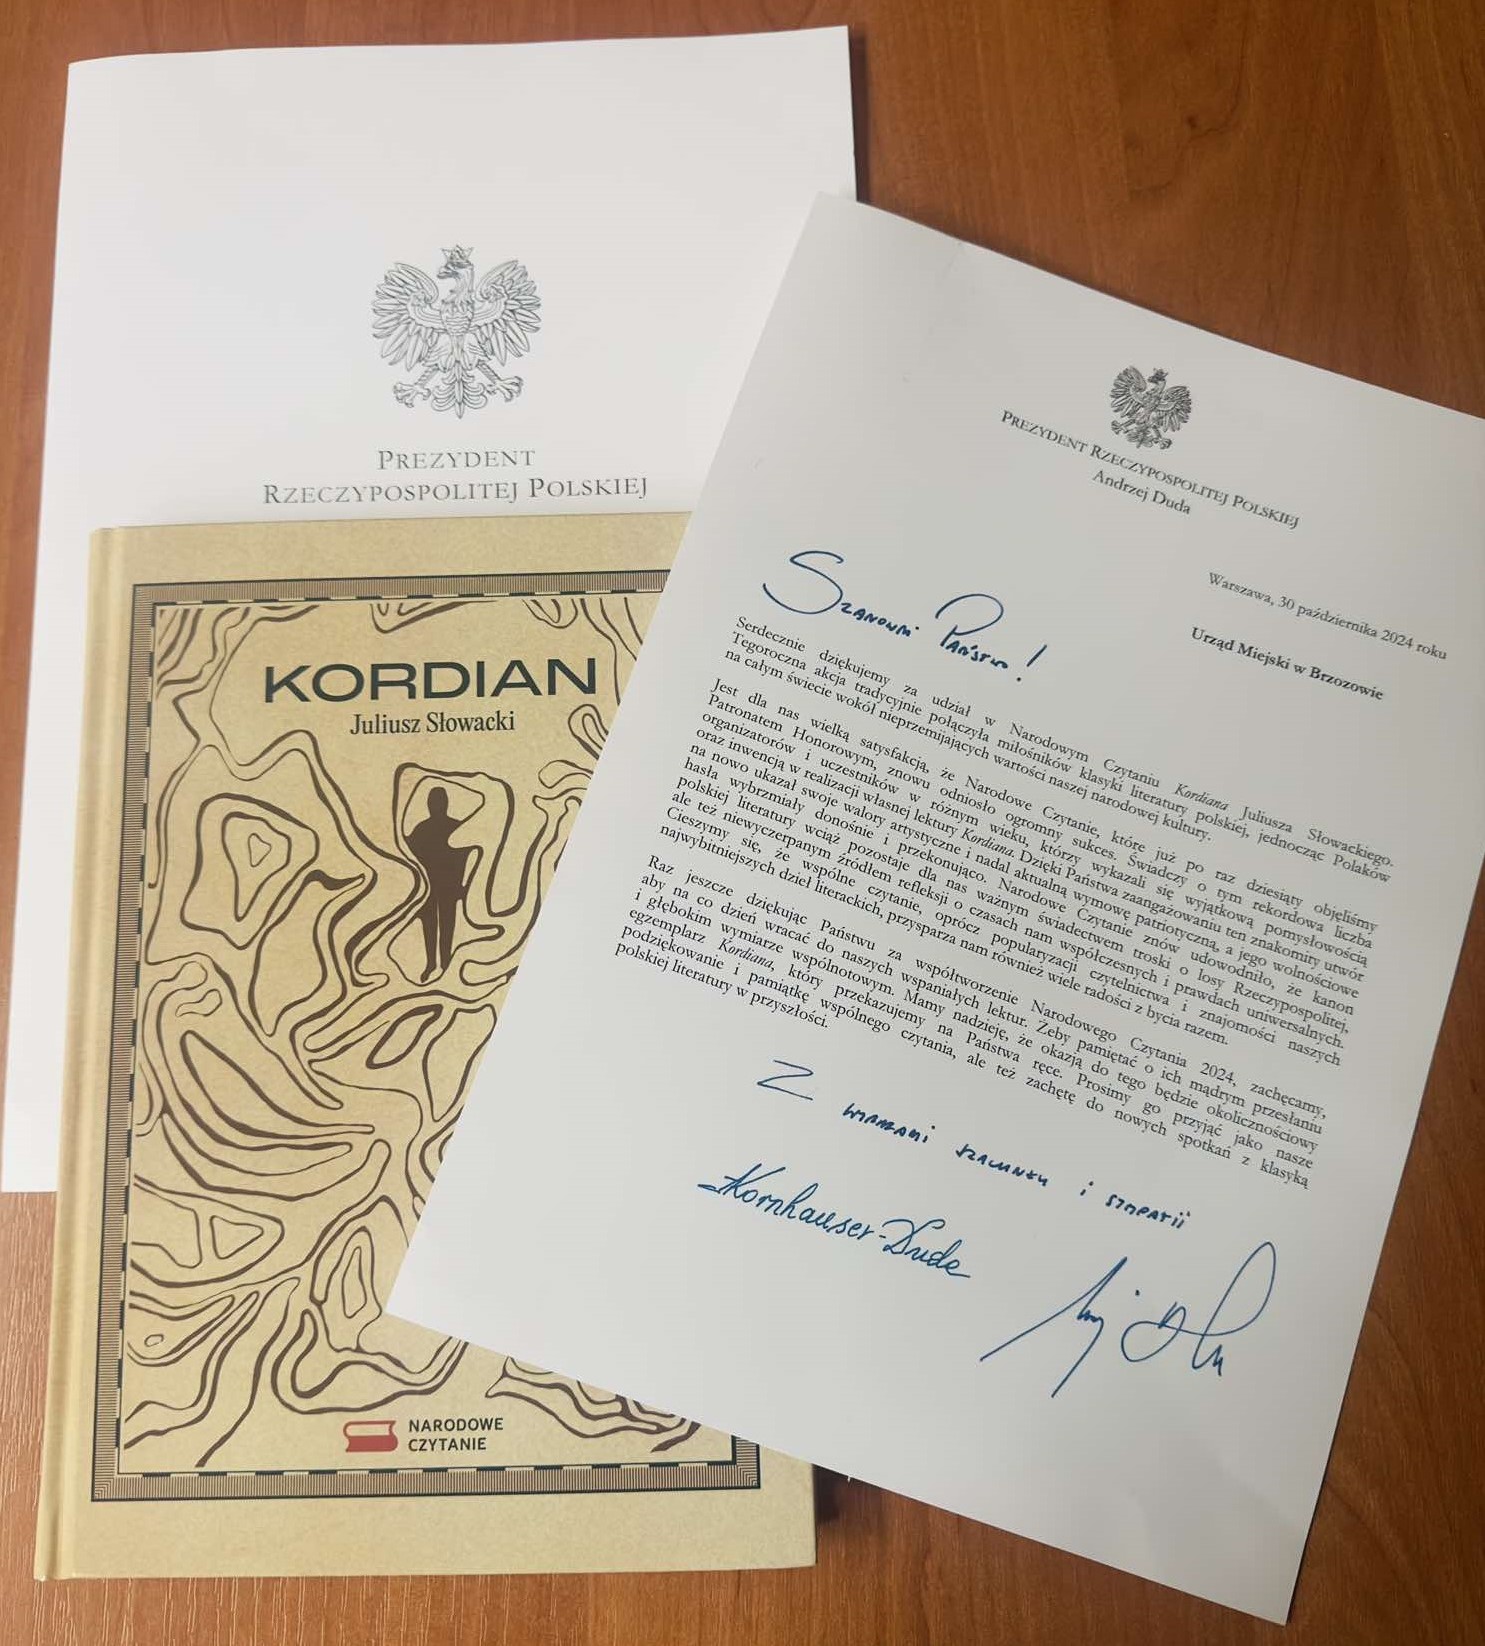 PREZYDENT
RZECZYPOSPOLITEJ POLSKIEJ
KORDIAN
Juliusz Słowacki
NARODOWE
CZYTANIE
PREZYDENT RZECZYPOSPOLITEJ POLSKIEJ
Andrzej Duda
Warszawa, 30 października 2024 roku
Urząd Miejski w Brzozowie
Szanowni Państwo!
Serdecznie dziękujemy za udział w Narodowym Czytaniu Kordiana Juliusza Słowackiego.
Tegoroczna akcja tradycyjnie połączyła miłośników klasyki literatury polskiej, jednocząc Polaków
na całym świecie wokół nieprzemijających wartości naszej narodowej kultury.
Jest dla nas wielką satysfakcją, że Narodowe Czytanie, które już po raz dziesiąty objęliśmy
Patronatem Honorowym, znowu odniosło ogromny sukces. Świadczy o tym rekordowa liczba
organizatorów i uczestników w różnym wieku, którzy wykazali się wyjątkową pomysłowością
oraz inwencją w realizacji własnej lektury Kordiana. Dzięki Państwa zaangażowaniu ten znakomity utwór
na nowo ukazał swoje walory artystyczne i nadal aktualną wymowę patriotyczną, a jego wolnościowe
hasła wybrzmiały donośnie i przekonująco. Narodowe Czytanie znów udowodniło, że kanon
polskiej literatury wciąż pozostaje dla nas ważnym świadectwem troski o losy Rzeczypospolitej,
ale też niewyczerpanym źródłem refleksji o czasach nam współczesnych i prawdach uniwersalnych.
Cieszymy się, że wspólne czytanie, oprócz popularyzacji czytelnictwa i znajomości naszych
najwybitniejszych dzieł literackich, przysparza nam również wiele radości z bycia razem.
Raz jeszcze dziękując Państwu za współtworzenie Narodowego Czytania 2024, zachęcamy,
aby na co dzień wracać do naszych wspaniałych lektur. Żeby pamiętać o ich mądrym przesłaniu
i głębokim wymiarze wspólnotowym. Mamy nadzieję, że okazją do tego będzie okolicznościowy
egzemplarz Kordiana, który przekazujemy na Państwa ręce. Prosimy go przyjąć jako nasze
podziękowanie i pamiątkę wspólnego czytania, ale też zachętę do nowych spotkań z klasyką
polskiej literatury w przyszłości.
Z wyrazami szacunku i sympatii
Kornhauser-Duda